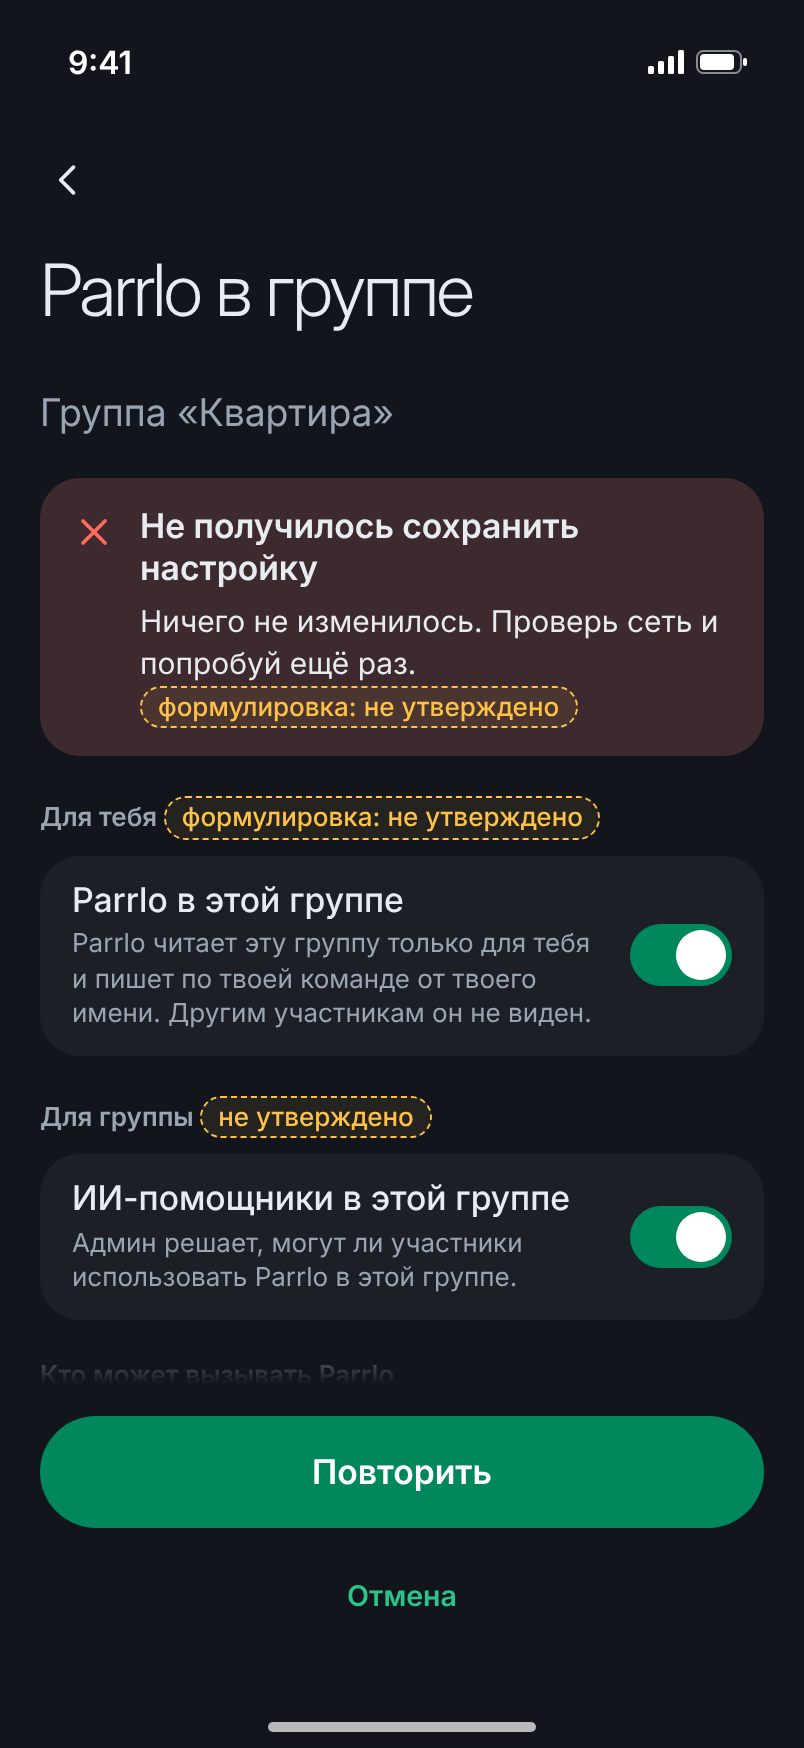 9:41
Parrlo в группе
Группа «Квартира»
Не получилось сохранить
настройку
Ничего не изменилось. Проверь сеть и
попробуй ещё раз.
формулировка: не утверждено
Для тебя формулировка: не утверждено
Parrlo в этой группе
Parrlo читает эту группу только для тебя
и пишет по твоей команде от твоего
имени. Другим участникам он не виден.
Для группы не утверждено
ИИ-помощники в этой группе
Админ решает, могут ли участники
использовать Parrlo в этой группе.
Кто может вызывать Parrlo
Повторить
Отмена